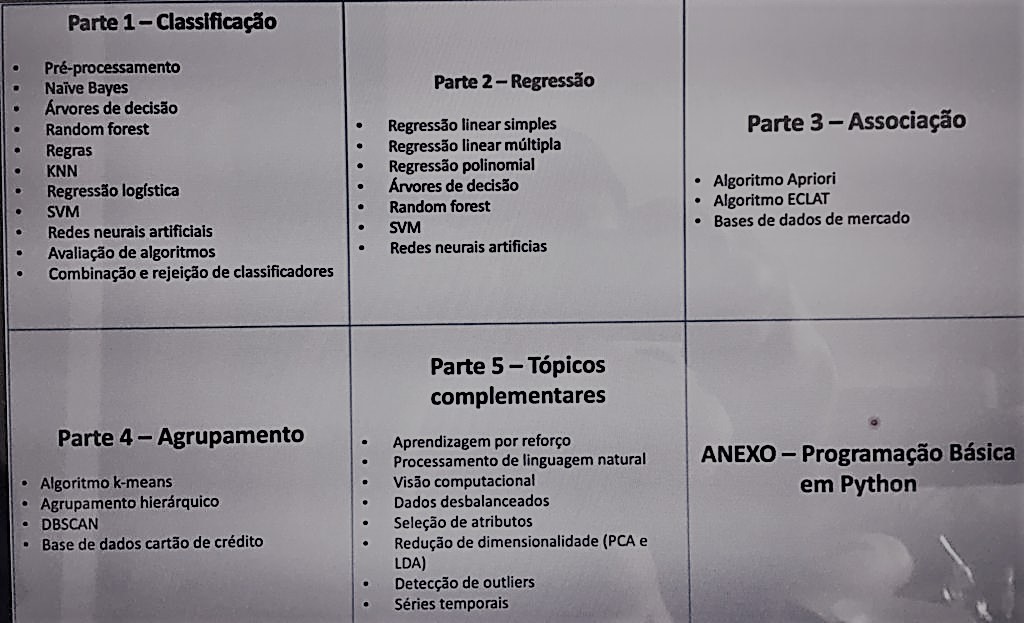 Parte 1 – Classificação
• Pré-processamento
• Naïve Bayes
• Árvores de decisão
• Random forest
• Regras
• KNN
• Regressão logística
• SVM
• Redes neurais artificiais
• Avaliação de algoritmos
• Combinação e rejeição de classificadores
Parte 2 – Regressão
• Regressão linear simples
• Regressão linear múltipla
• Regressão polinomial
• Árvores de decisão
• Random forest
• SVM
• Redes neurais artificias
Parte 3 – Associação
• Algoritmo Apriori
• Algoritmo ECLAT
• Bases de dados de mercado
Parte 4 – Agrupamento
• Algoritmo k-means
• Agrupamento hierárquico
• DBSCAN
• Base de dados cartão de crédito
Parte 5 – Tópicos
complementares
• Aprendizagem por reforço
• Processamento de linguagem natural
• Visão computacional
• Dados desbalanceados
• Seleção de atributos
• Redução de dimensionalidade (PCA e
LDA)
• Detecção de outliers
• Séries temporais
ANEXO – Programação Básica
em Python